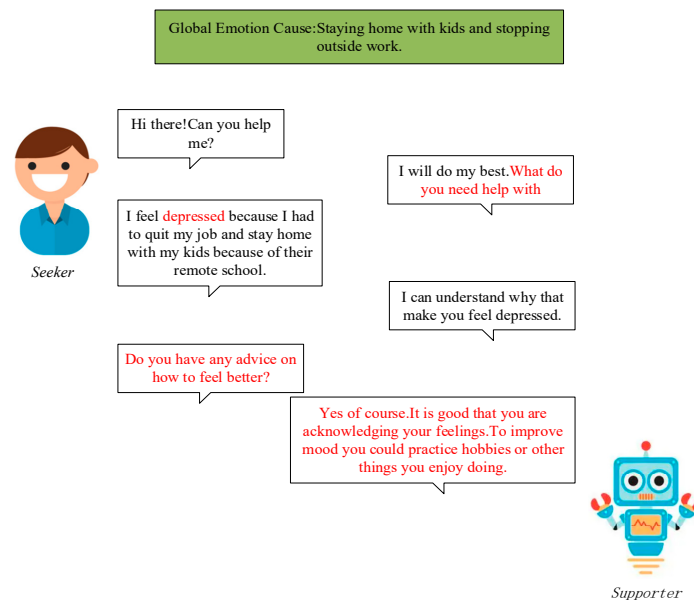 Global Emotion Cause:Staying home with kids and stopping
outside work.
Hi there!Can you help
me?
I will do my best.What do
you need help with
I feel depressed because I had
to quit my job and stay home
with my kids because of their
remote school.
Seeker
I can understand why that
make you feel depressed.
Do you have any advice on
how to feel better?
Yes of course.It is good that you are
acknowledging your feelings.To improve
mood you could practice hobbies or other
things you enjoy doing.
Supporter